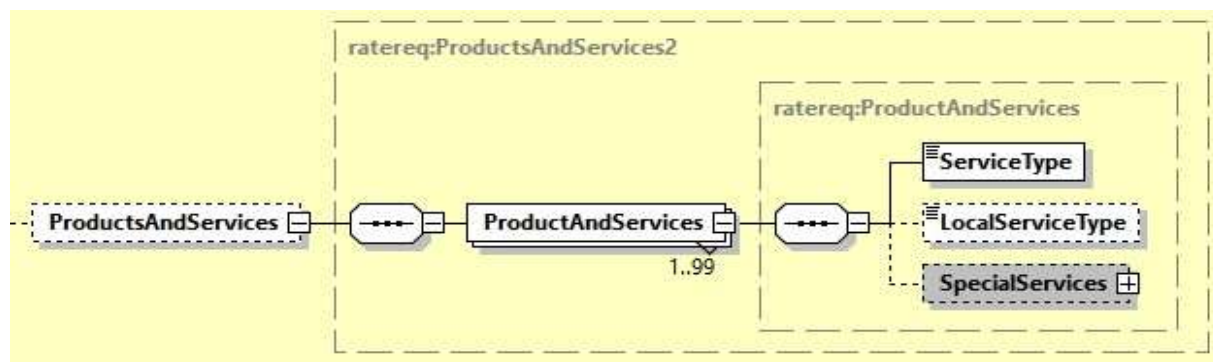 ratereq:ProductsAndServices2
ratereq:ProductAndServices
ServiceType
ProductsAndServices
ProductAndServices
LocalServiceType
1..99
SpecialServices